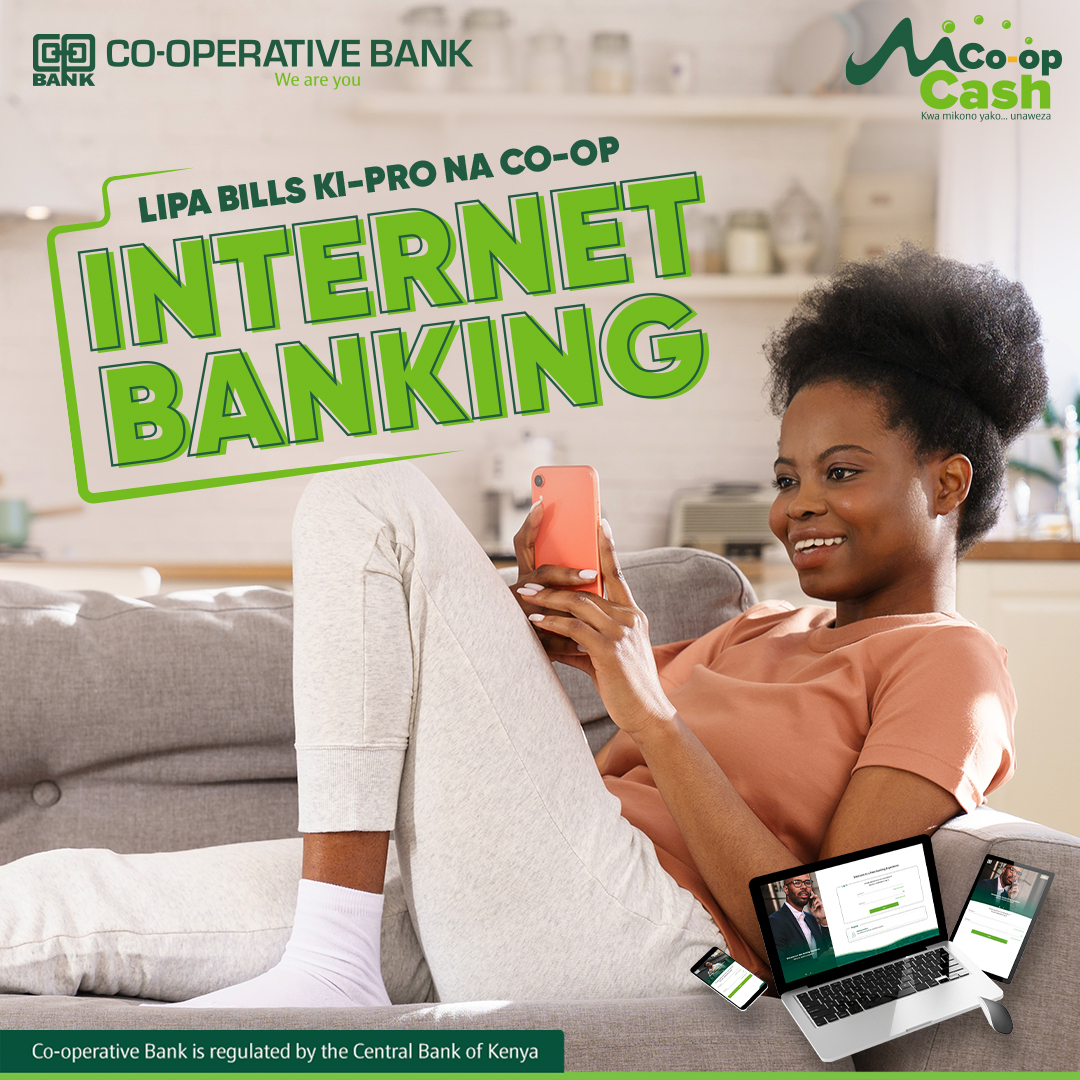 BANK
CO-OPERATIVE BANK
We are you
MCo-op
Cash
Kwa mikono yako... unaweza
LIPA BILLS KI-PRO NA CO-OP
INTERNET
BANKING
Co-operative Bank is regulated by the Central Bank of Kenya